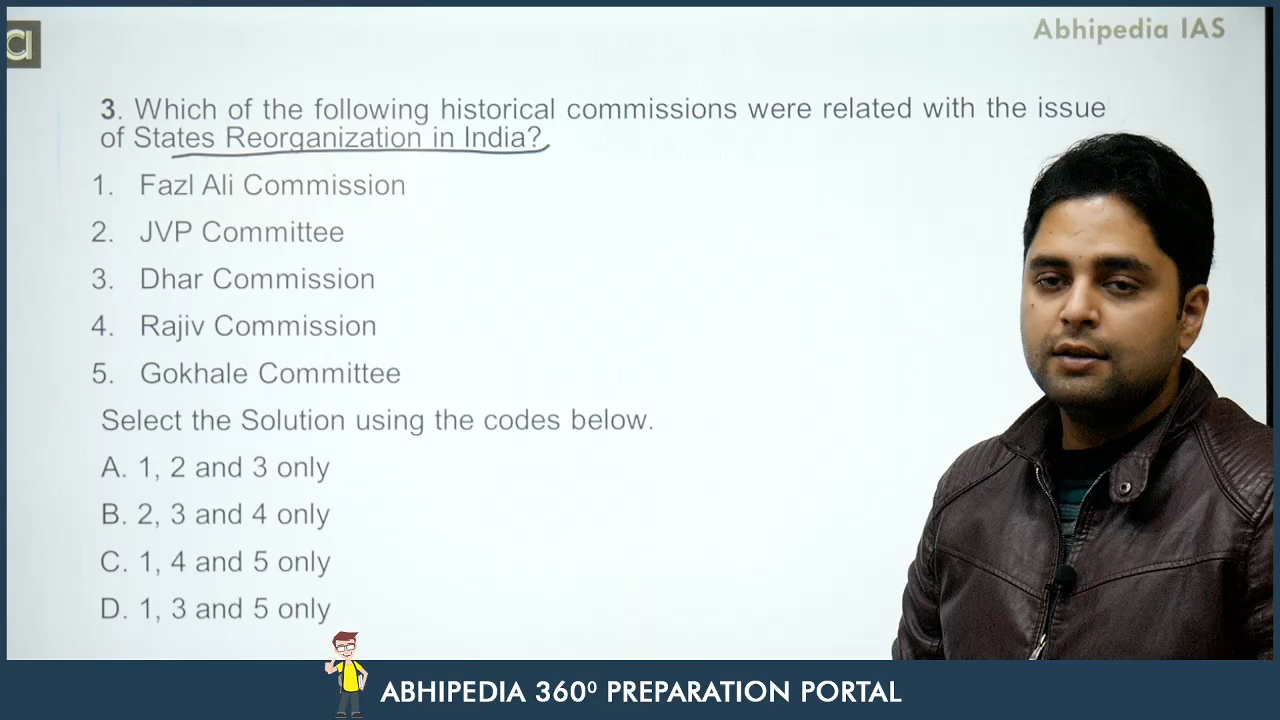 a
Abhipedia IAS
3. Which of the following historical commissions were related with the issue
of States Reorganization in India?
1. Fazl Ali Commission
2. JVP Committee
3. Dhar Commission
4. Rajiv Commission
5. Gokhale Committee
Select the Solution using the codes below.
A. 1, 2 and 3 only
B. 2, 3 and 4 only
C. 1, 4 and 5 only
D. 1, 3 and 5 only
ABHIPEDIA 360⁰ PREPARATION PORTAL